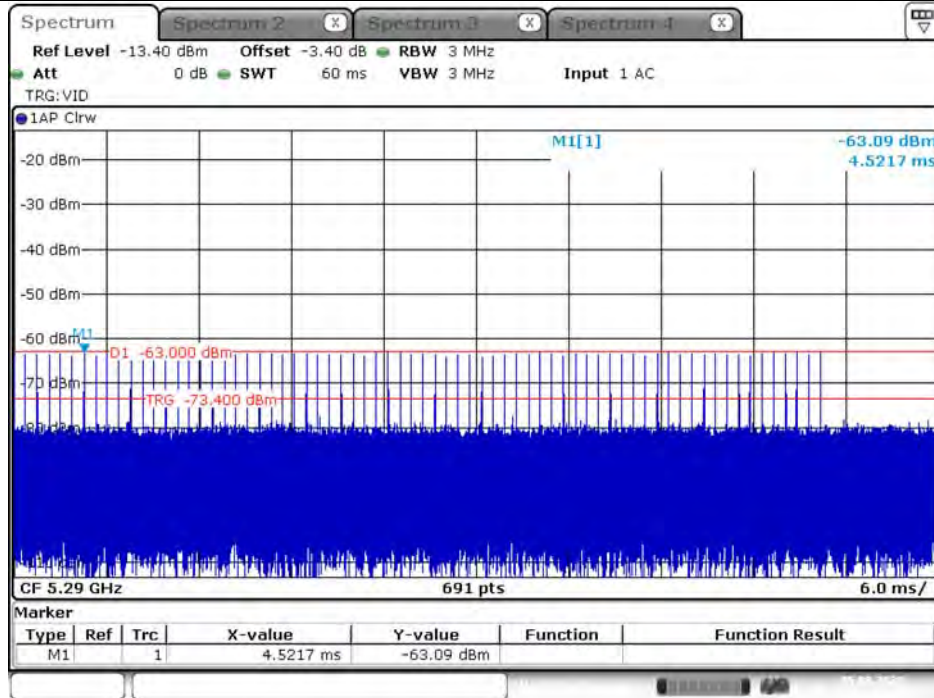 Spectrum Spectrum 2 X Spectrum 3 X Spectrum 4 X
Ref Level -13.40 dBm Offset -3.40 dB RBW 3 MHz
Att 0 dB SWT 60 ms VBW 3 MHz Input 1 AC
TRG:VID
1AP Clrw
M1[1] -63.09 dBm
4.5217 ms
-20 dBm
-30 dBm
-40 dBm
-50 dBm
-60 dBm
M1
D1 -63.000 dBm
-70 dBm
TRG -73.400 dBm
-80 dBm
CF 5.29 GHz 691 pts 6.0 ms/
Marker
Type Ref Trc X-value Y-value Function Function Result
M1 1 4.5217 ms -63.09 dBm